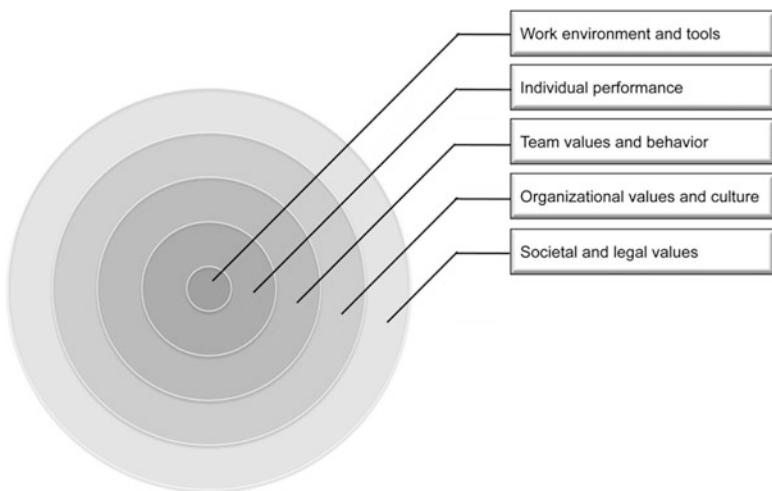 Work environment and tools
Individual performance
Team values and behavior
Organizational values and culture
Societal and legal values